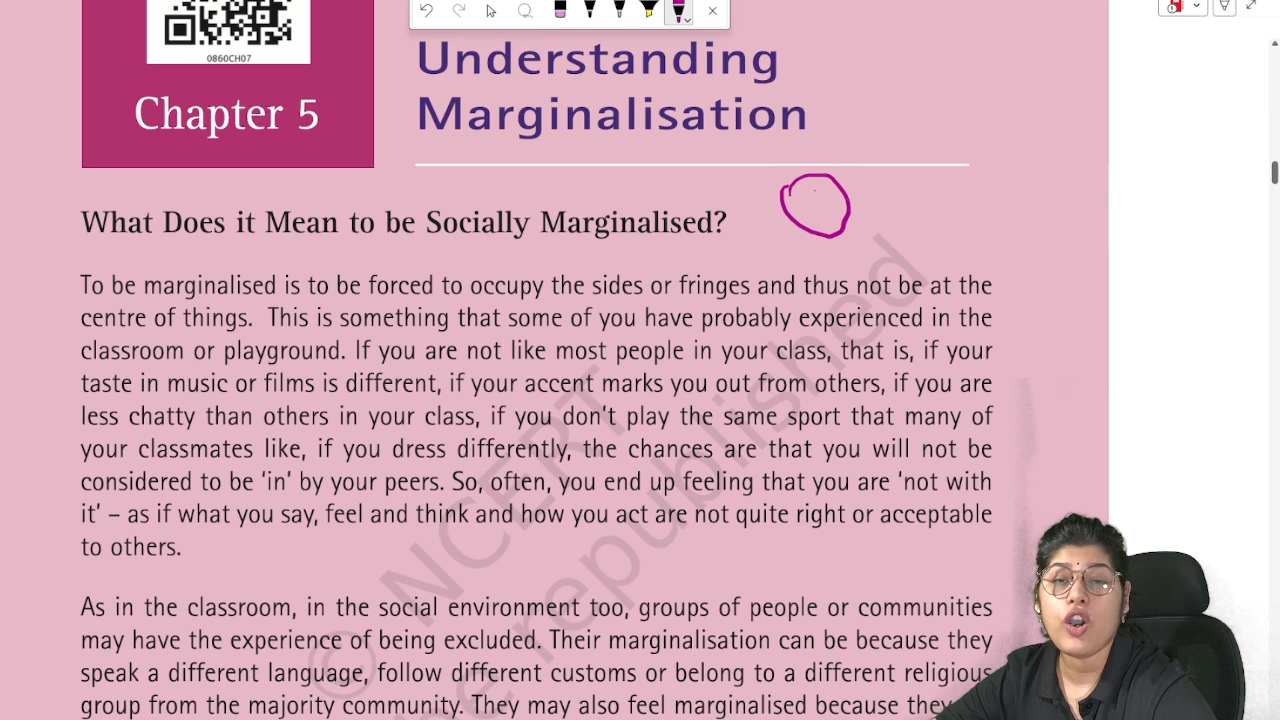 0860CH07
Chapter 5
Understanding
Marginalisation
What Does it Mean to be Socially Marginalised?
To be marginalised is to be forced to occupy the sides or fringes and thus not be at the
centre of things. This is something that some of you have probably experienced in the
classroom or playground. If you are not like most people in your class, that is, if your
taste in music or films is different, if your accent marks you out from others, if you are
less chatty than others in your class, if you don't play the same sport that many of
your classmates like, if you dress differently, the chances are that you will not be
considered to be 'in' by your peers. So, often, you end up feeling that you are 'not with
it' – as if what you say, feel and think and how you act are not quite right or acceptable
to others.
As in the classroom, in the social environment too, groups of people or communities
may have the experience of being excluded. Their marginalisation can be because they
speak a different language, follow different customs or belong to a different religious
group from the majority community. They may also feel marginalised because they
© NCERT
be republished